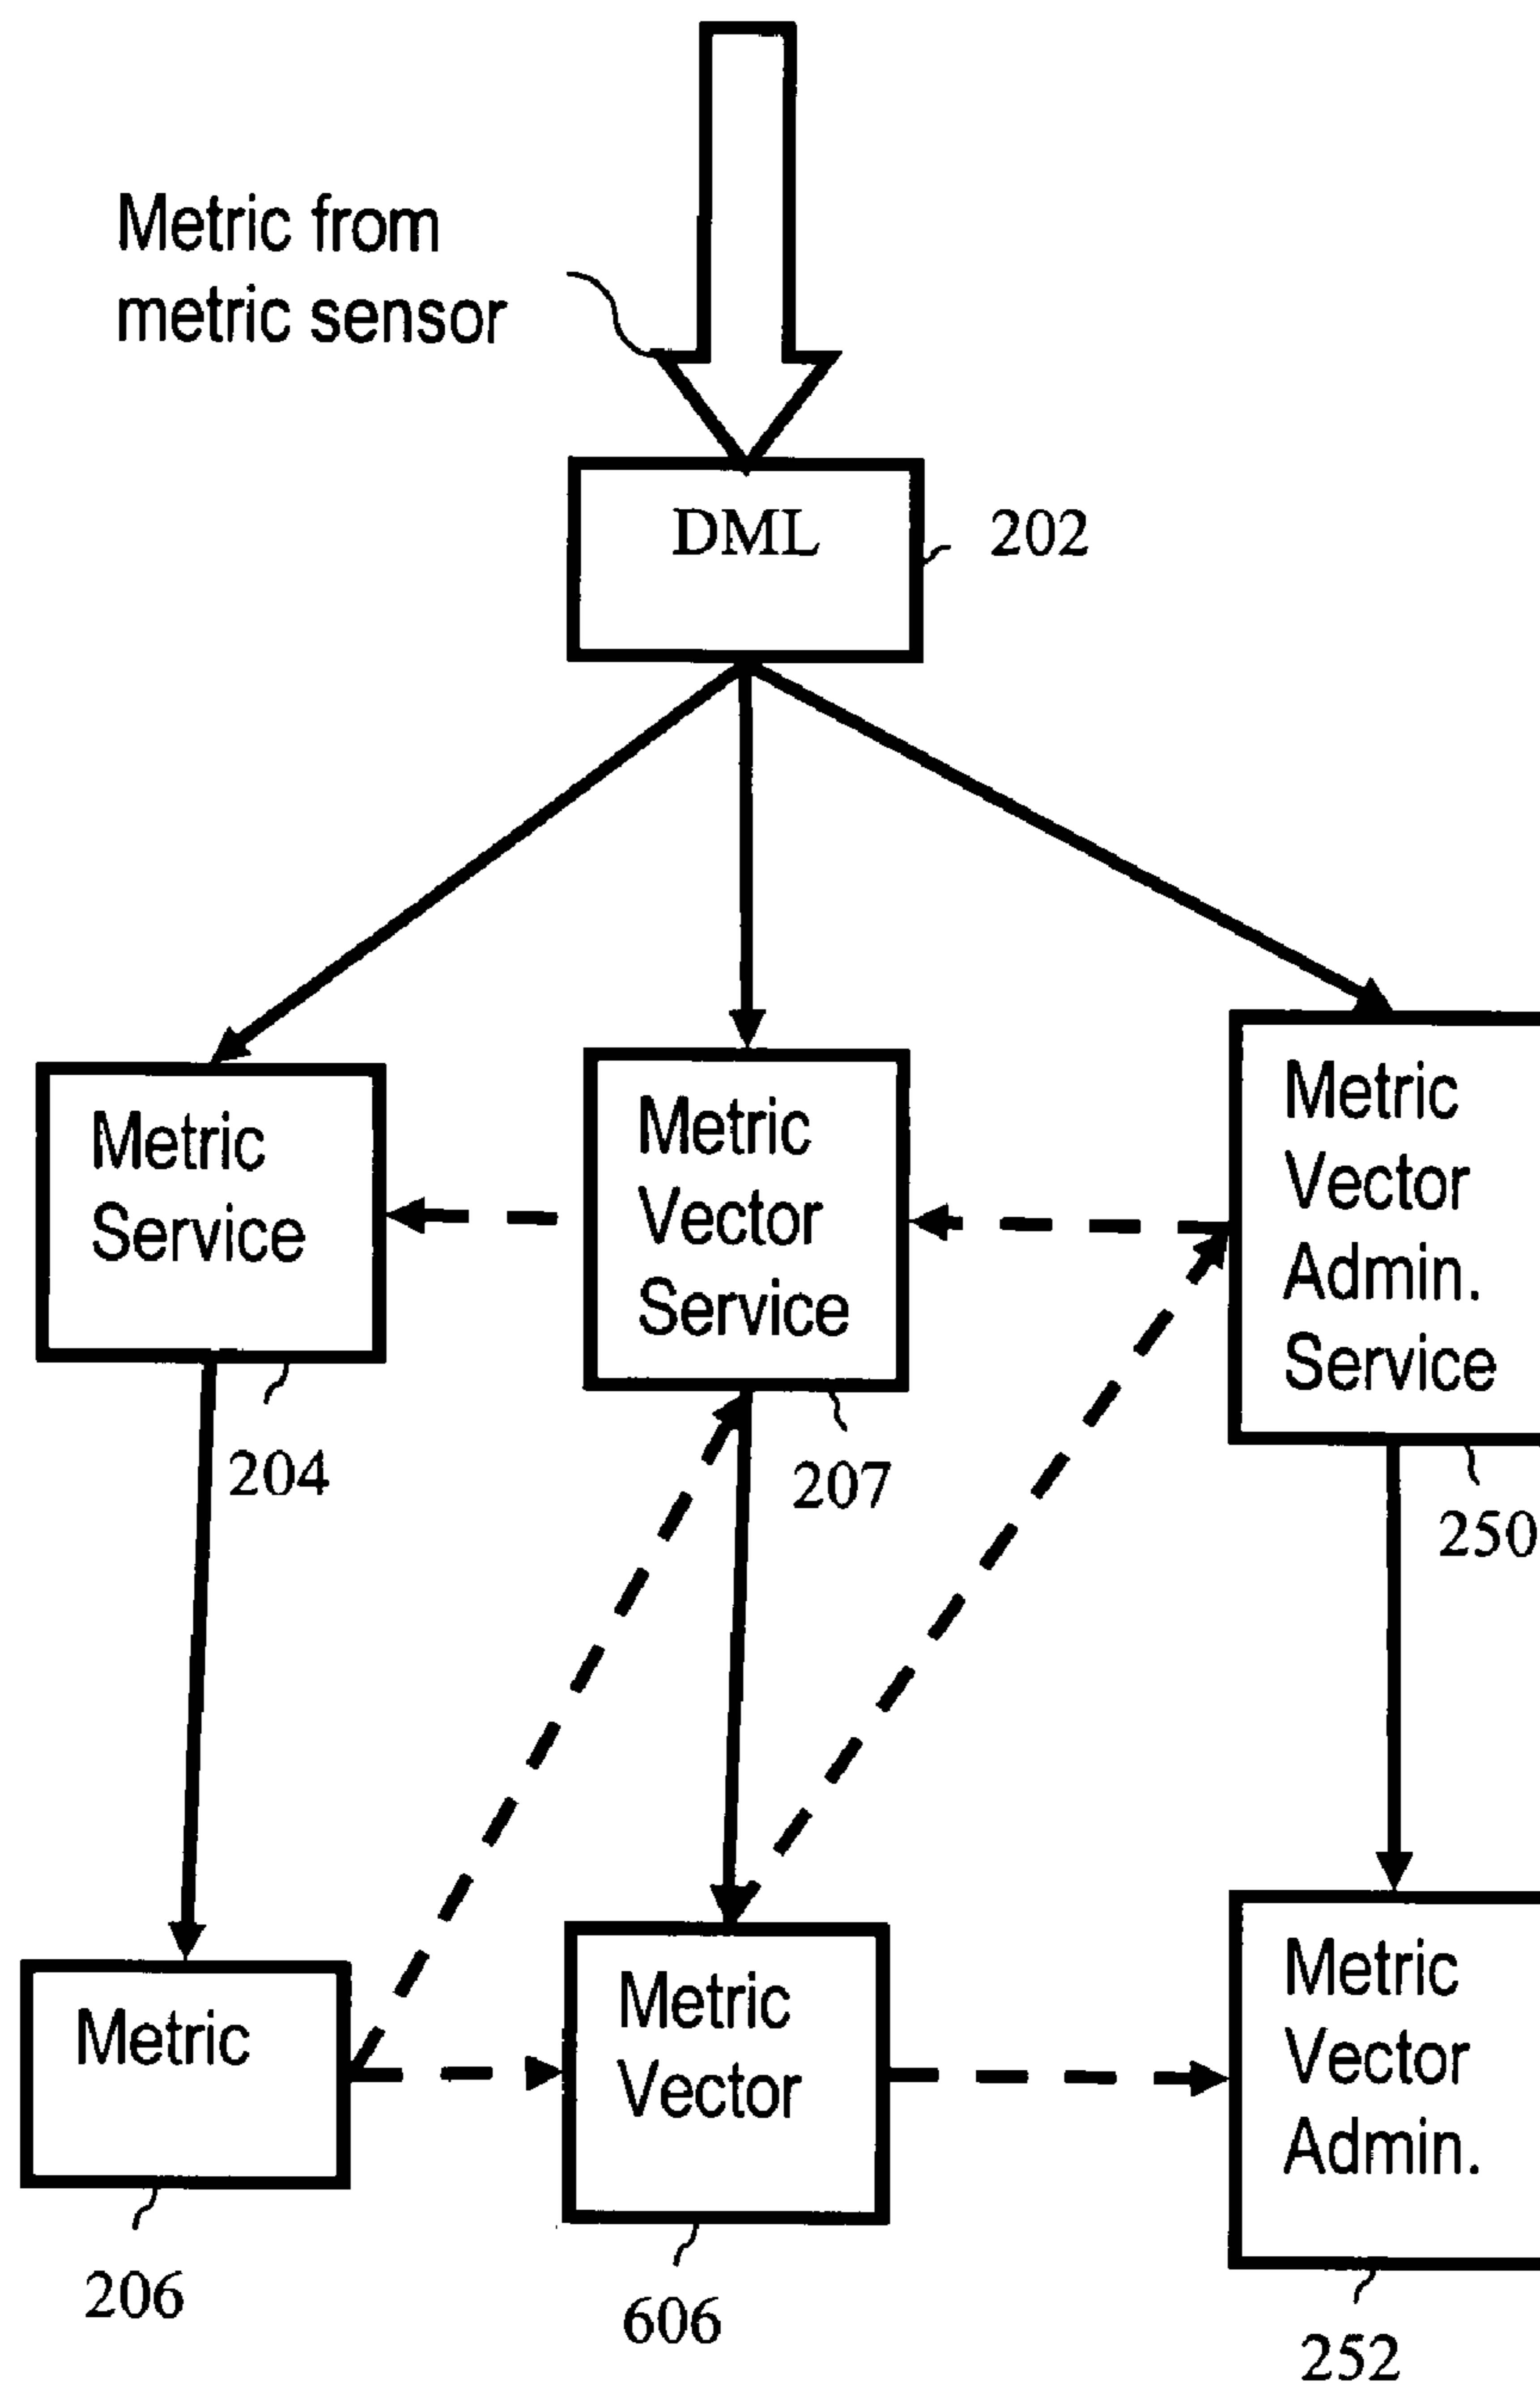 Metric from
metric sensor
DML
202
Metric
Service
204
Metric
Vector
Service
207
Metric
Vector
Admin.
Service
250
Metric
206
Metric
Vector
606
Metric
Vector
Admin.
252